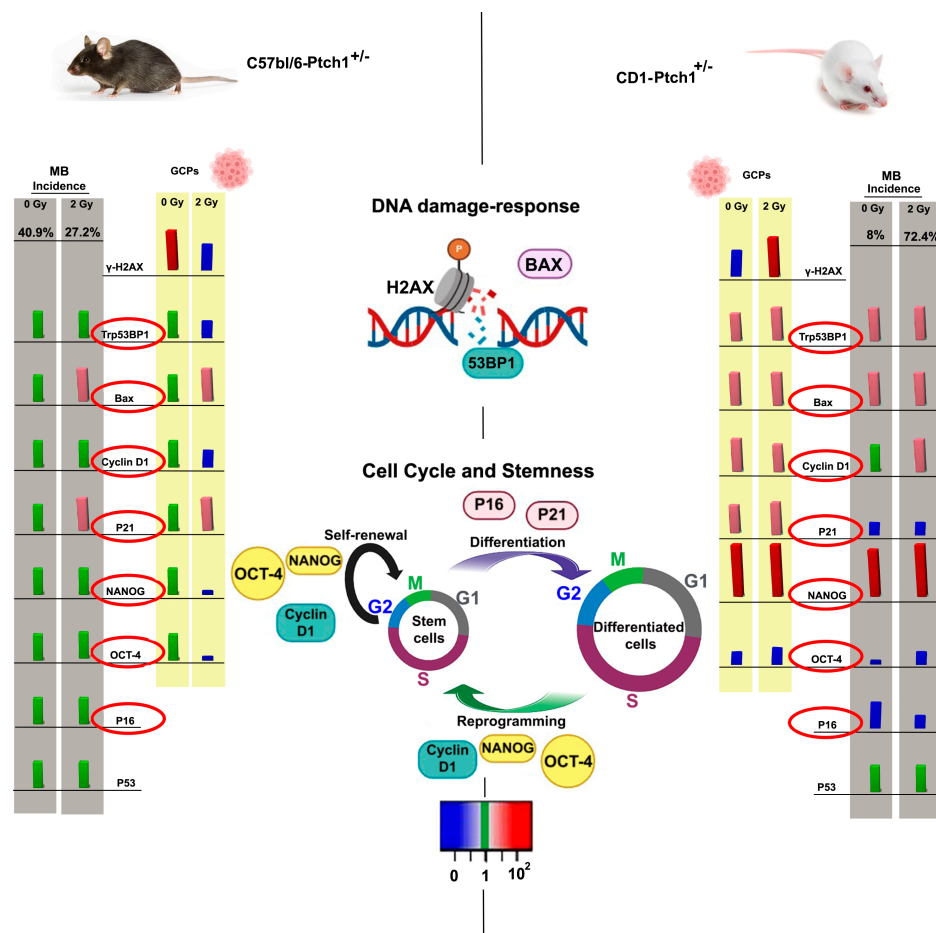 C57bl/6-Ptch1+/-
CD1-Ptch1+/-
MB
Incidence
0 Gy 2 Gy
40.9% 27.2%
GCPs
0 Gy 2 Gy
γ-H2AX
Trp53BP1
Bax
Cyclin D1
P21
NANOG
OCT-4
P16
P53
DNA damage-response
P
BAX
H2AX
53BP1
Cell Cycle and Stemness
P16
P21
Self-renewal
Differentiation
OCT-4
NANOG
Cyclin
D1
M
G2
G1
Stem
cells
S
M
G2
G1
Differentiated
cells
S
Reprogramming
Cyclin
D1
NANOG
OCT-4
0 1 10²
GCPs
0 Gy 2 Gy
MB
Incidence
0 Gy 2 Gy
8% 72.4%
γ-H2AX
Trp53BP1
Bax
Cyclin D1
P21
NANOG
OCT-4
P16
P53